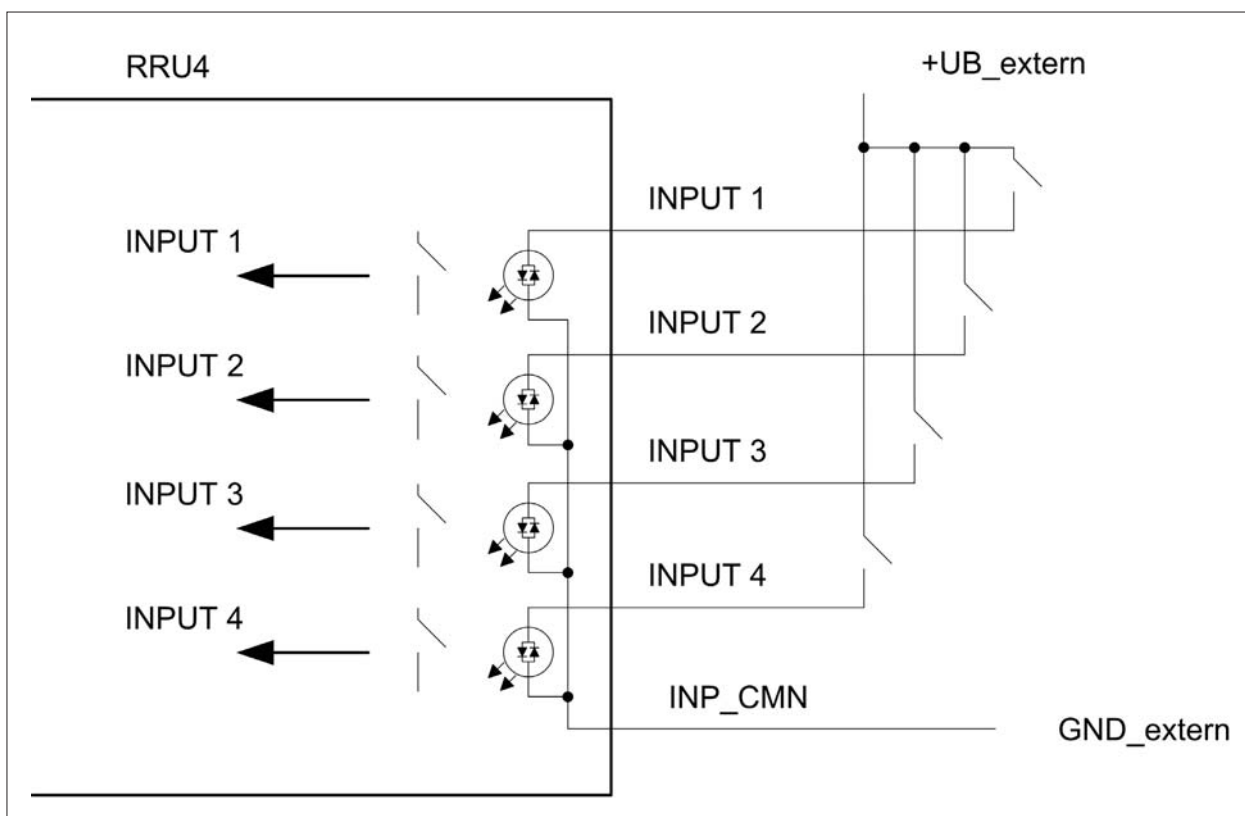 RRU4
+UB_extern
INPUT 1
INPUT 1
INPUT 2
INPUT 2
INPUT 3
INPUT 3
INPUT 4
INPUT 4
INP_CMN
GND_extern